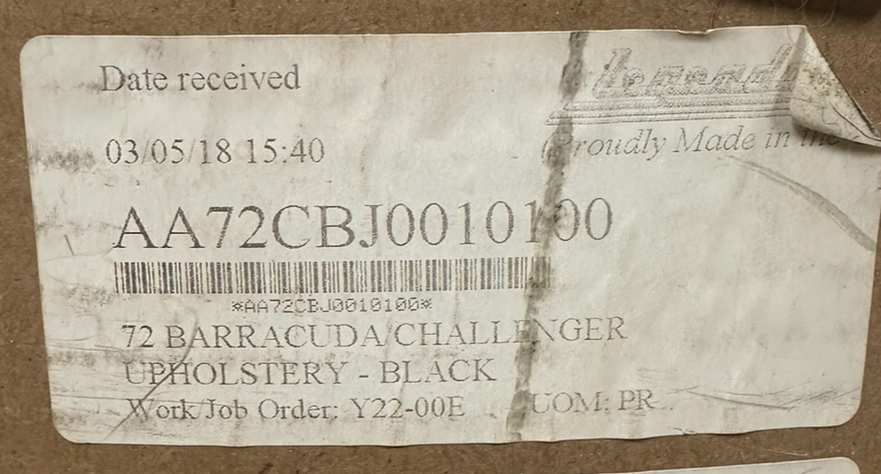 Date received
Legend
03/05/18 15:40
Proudly Made in the
AA72CBJ0010100
*AA72CBJ0010100*
72 BARRACUDA/CHALLENGER
UPHOLSTERY - BLACK
Work/Job Order: Y22-00E UOM: PR